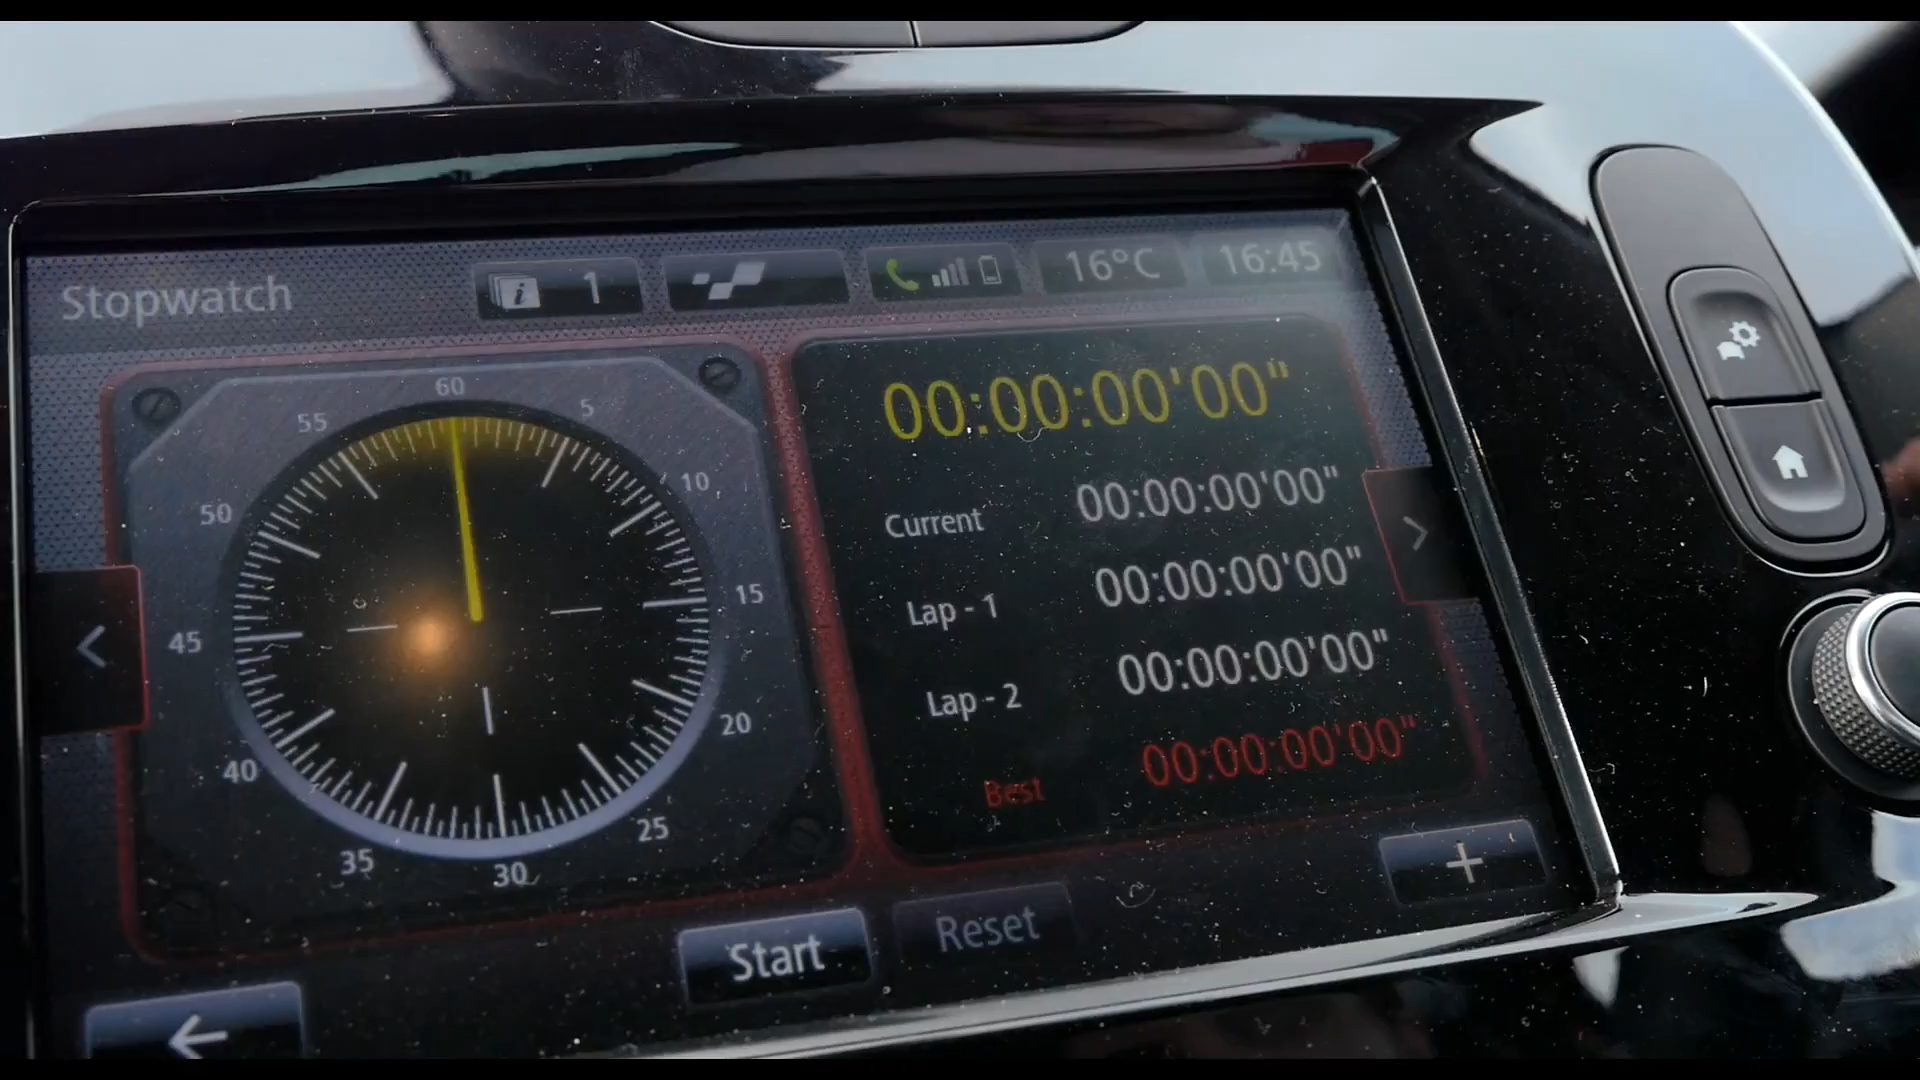 Stopwatch
i 1
16°C
16:45
60
5
10
15
20
25
30
35
40
45
50
55
00:00:00'00"
Current 00:00:00'00"
Lap - 1 00:00:00'00"
Lap - 2 00:00:00'00"
Best 00:00:00'00"
+
Start
Reset